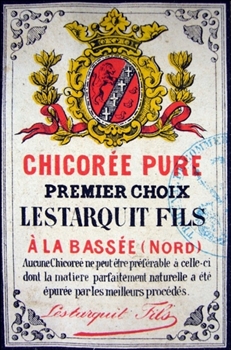 CHICORÉE PURE
PREMIER CHOIX
LESTARQUIT FILS
À LA BASSÉE (NORD)
Aucune Chicorée ne peut être préférable à celle-ci
dont la matière parfaitement naturelle a été
épurée par les meilleurs procédés.
Lestarquit Fils